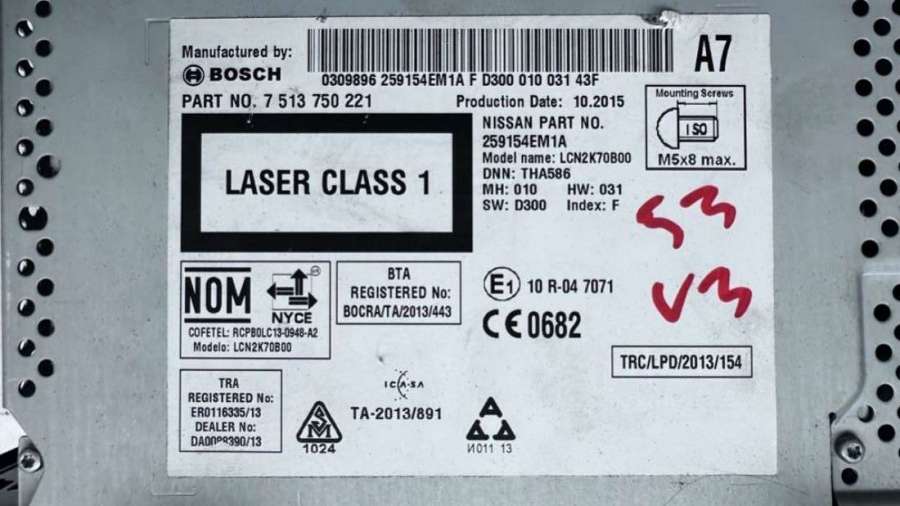 Manufactured by:
BOSCH
0309896 259154EM1A F D300 010 031 43F
A7
PART NO. 7 513 750 221
Production Date: 10.2015
Mounting Screws
ISO
M5x8 max.
LASER CLASS 1
NISSAN PART NO.
259154EM1A
Model name: LCN2K70B00
DNN: THA586
MH: 010 HW: 031
SW: D300 Index: F
NOM
NYCE
COFETEL: RCPBOLC13-0948-A2
Modelo: LCN2K70B00
BTA
REGISTERED No:
BOCRA/TA/2013/443
E1 10 R-04 7071
CE 0682
TRC/LPD/2013/154
TRA
REGISTERED No:
ER0116335/13
DEALER No:
1024
ICASA
TA-2013/891
И011 13